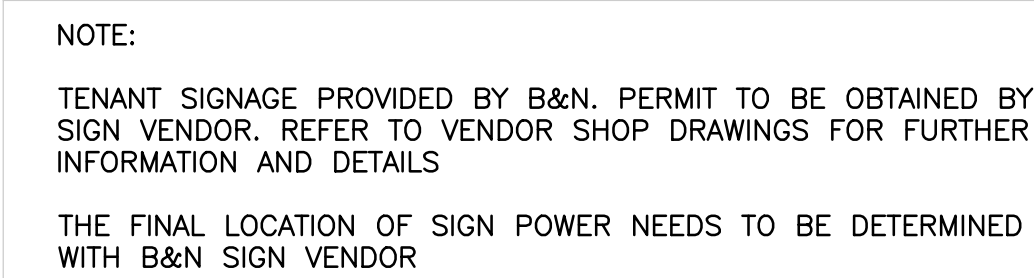 NOTE:
TENANT SIGNAGE PROVIDED BY B&N. PERMIT TO BE OBTAINED BY
SIGN VENDOR. REFER TO VENDOR SHOP DRAWINGS FOR FURTHER
INFORMATION AND DETAILS
THE FINAL LOCATION OF SIGN POWER NEEDS TO BE DETERMINED
WITH B&N SIGN VENDOR